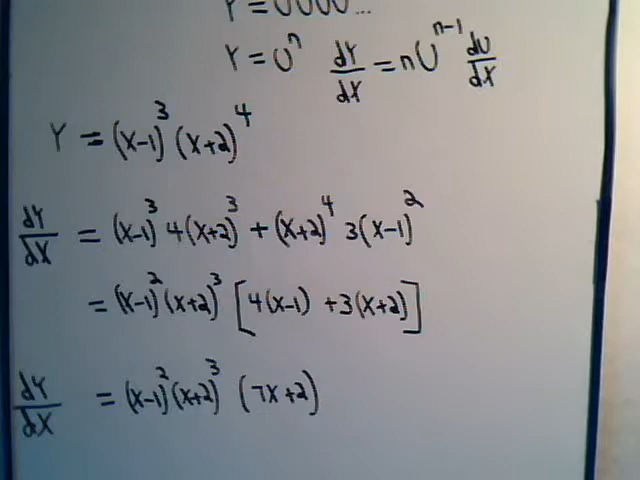 Y = UUUU...
Y = Uⁿ dY/dX = nUⁿ⁻¹ dU/dX
Y = (X-1)³ (X+2)⁴
dY/dX = (X-1)³ 4(X+2)³ + (X+2)⁴ 3(X-1)²
= (X-1)² (X+2)³ [4(X-1) + 3(X+2)]
dY/dX = (X-1)² (X+2)³ (7X+2)